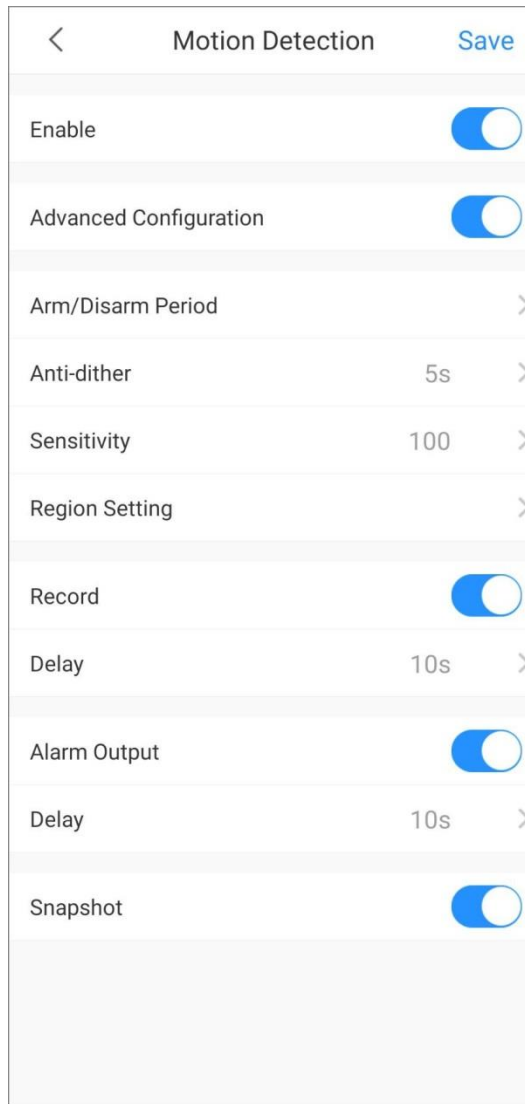 Motion Detection Save
Enable
Advanced Configuration
Arm/Disarm Period
Anti-dither 5s
Sensitivity 100
Region Setting
Record
Delay 10s
Alarm Output
Delay 10s
Snapshot